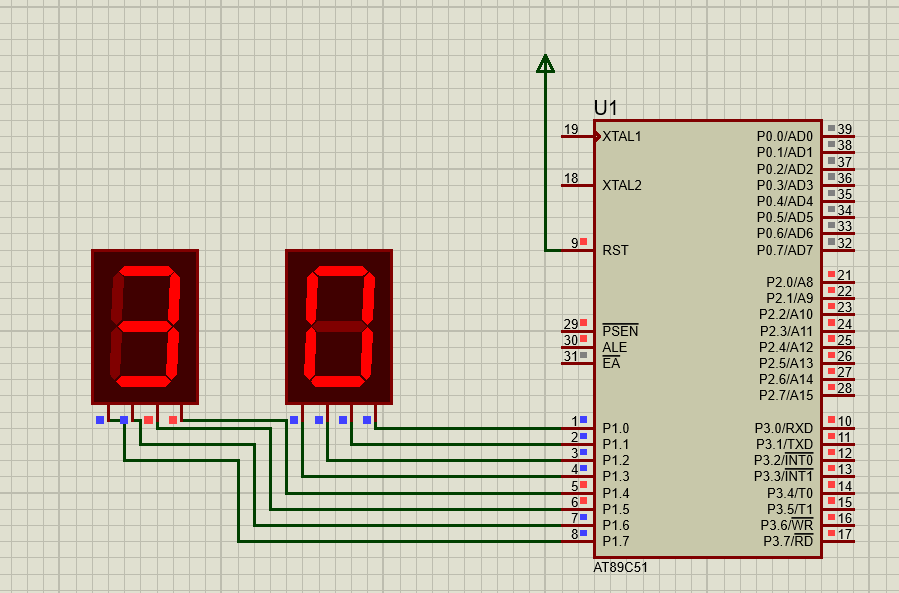 U1
19 XTAL1 P0.0/AD0 39
P0.1/AD1 38
P0.2/AD2 37
18 XTAL2 P0.3/AD3 36
P0.4/AD4 35
P0.5/AD5 34
P0.6/AD6 33
9 RST P0.7/AD7 32
P2.0/A8 21
P2.1/A9 22
P2.2/A10 23
29 PSEN P2.3/A11 24
30 ALE P2.4/A12 25
31 EA P2.5/A13 26
P2.6/A14 27
P2.7/A15 28
3 0
1 P1.0 P3.0/RXD 10
2 P1.1 P3.1/TXD 11
3 P1.2 P3.2/INT0 12
4 P1.3 P3.3/INT1 13
5 P1.4 P3.4/T0 14
6 P1.5 P3.5/T1 15
7 P1.6 P3.6/WR 16
8 P1.7 P3.7/RD 17
AT89C51